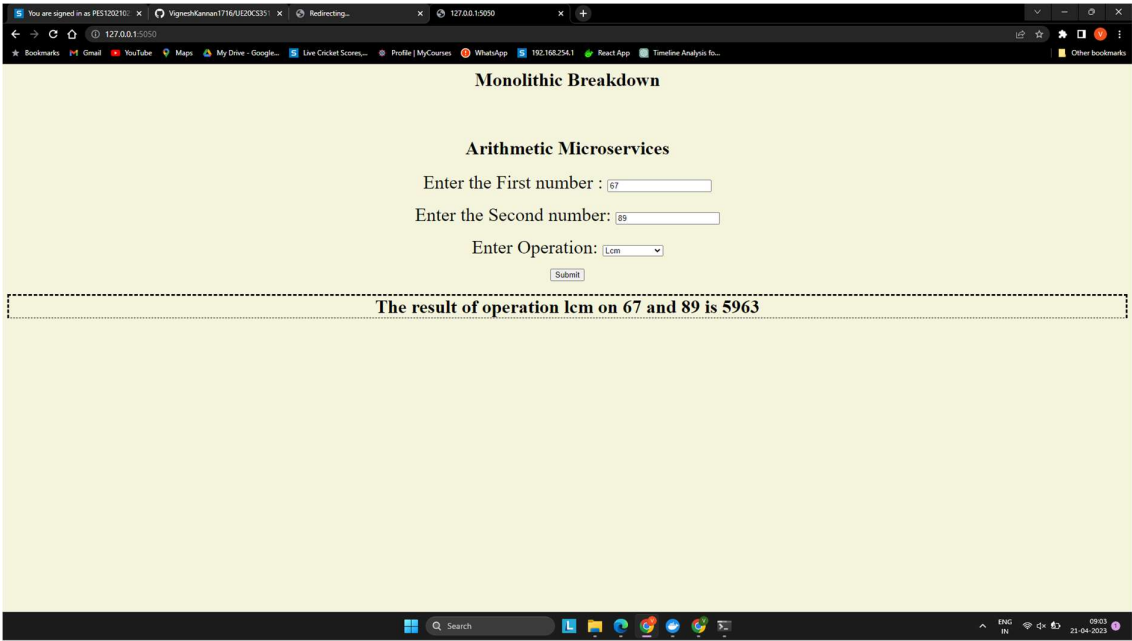 You are signed in as PES120210 VigneshKannan1716/UE20CS351 Redirecting... 127.0.0.1:5050
127.0.0.1:5050
Bookmarks Gmail YouTube Maps My Drive - Google... Live Cricket Scores,... Profile | MyCourses WhatsApp 192.168.254.1 React App Timeline Analysis fo... Other bookmarks
Monolithic Breakdown
Arithmetic Microservices
Enter the First number : 67
Enter the Second number: 89
Enter Operation: Lcm
Submit
The result of operation lcm on 67 and 89 is 5963
Search ENG 09:03
IN 21-04-2023